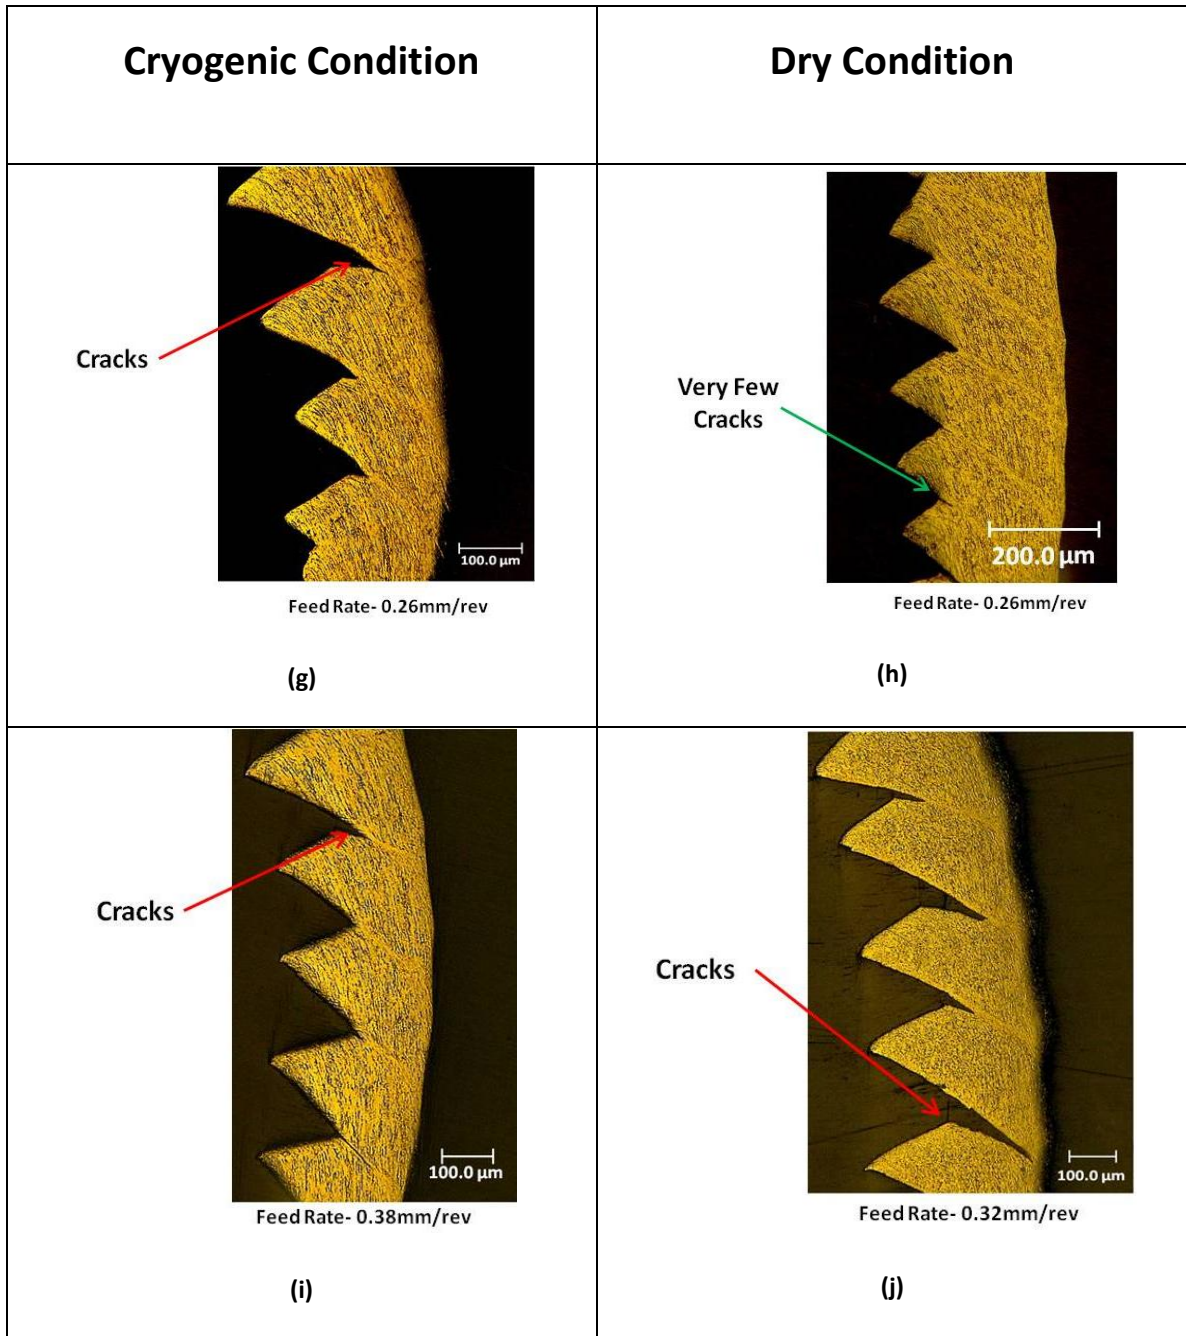 Cryogenic Condition
Dry Condition
Cracks
100.0 µm
Feed Rate- 0.26mm/rev
(g)
Very Few
Cracks
200.0 µm
Feed Rate- 0.26mm/rev
(h)
Cracks
100.0 µm
Feed Rate- 0.38mm/rev
(i)
Cracks
100.0 µm
Feed Rate- 0.32mm/rev
(j)